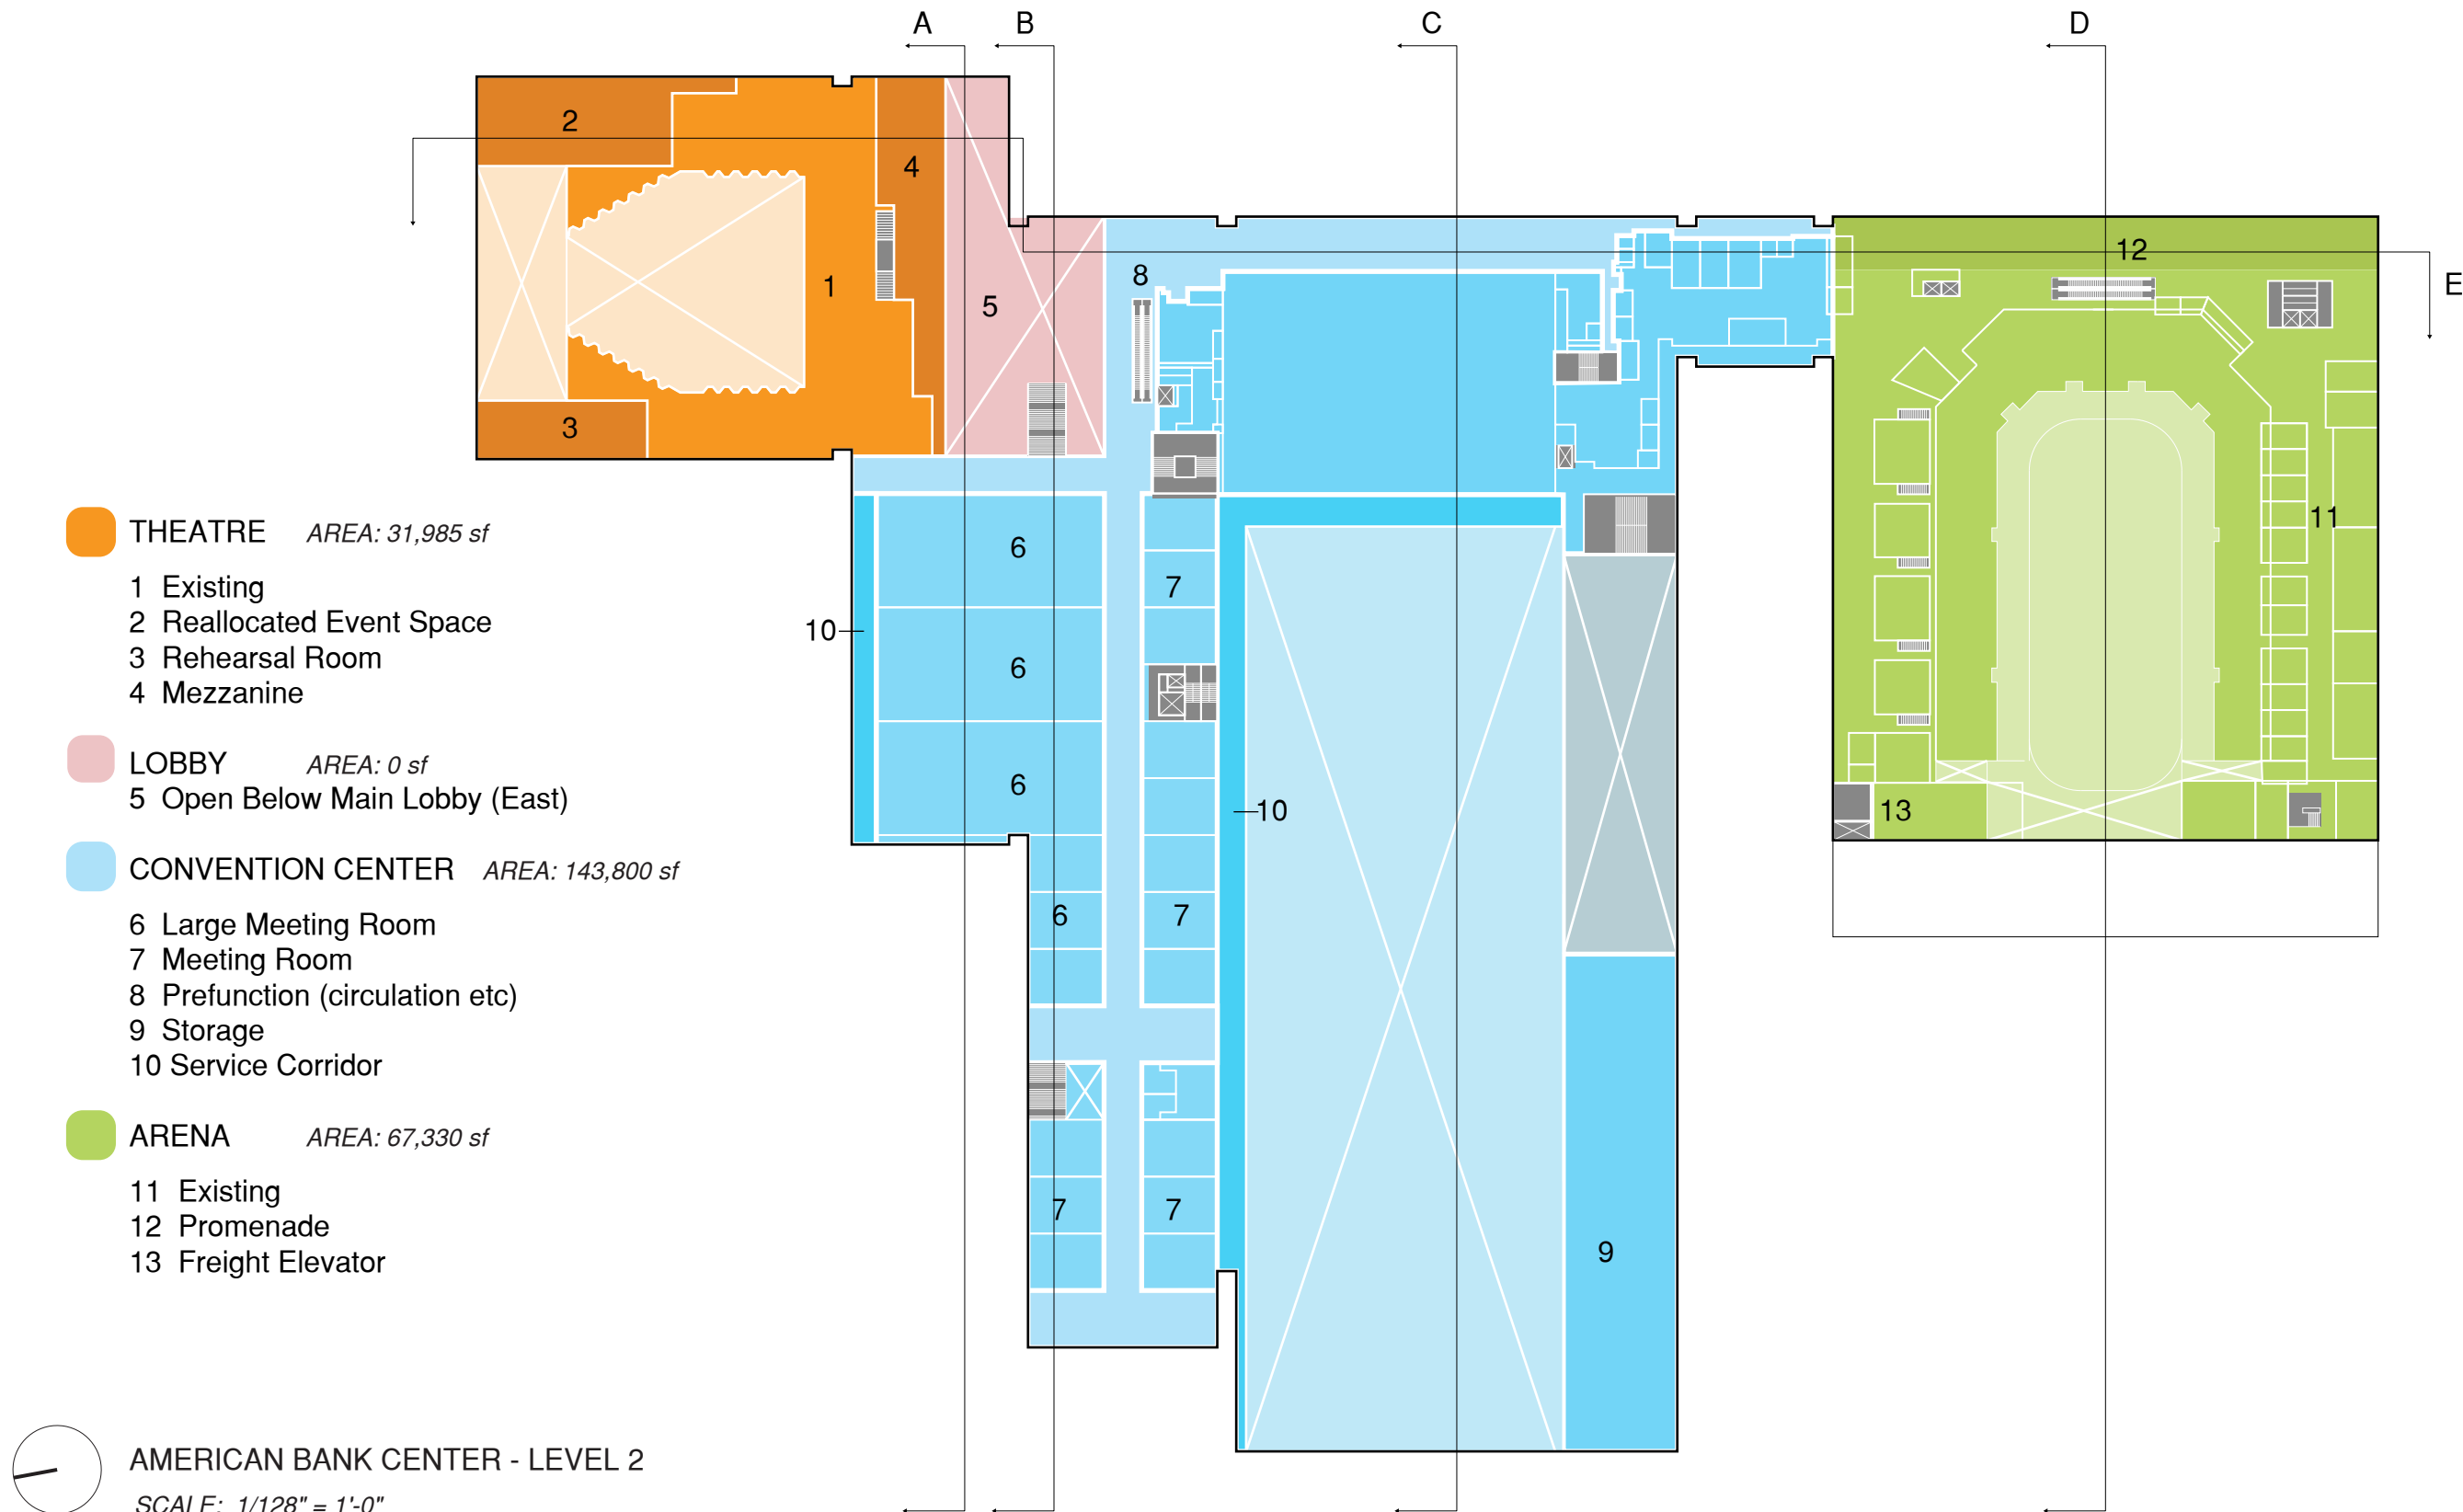 A
B
C
D
2
4
12
8
E
1
5
3
THEATRE AREA: 31,985 sf
11
6
1 Existing
7
2 Reallocated Event Space
10
3 Rehearsal Room
6
4 Mezzanine
LOBBY AREA: 0 sf
6
5 Open Below Main Lobby (East)
10
13
CONVENTION CENTER AREA: 143,800 sf
6 Large Meeting Room
6
7
7 Meeting Room
8 Prefunction (circulation etc)
9 Storage
10 Service Corridor
ARENA AREA: 67,330 sf
11 Existing
7
7
12 Promenade
9
13 Freight Elevator
AMERICAN BANK CENTER - LEVEL 2
SCALE: 1/128" = 1'-0"